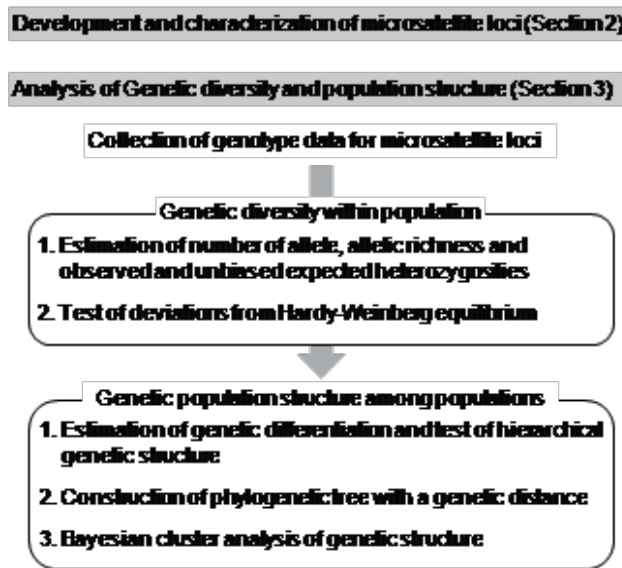 Development and characterization of microsatellite loci (Section 2)
Analysis of Genetic diversity and population structure (Section 3)
Collection of genotype data for microsatellite loci
Genetic diversity within population
1. Estimation of number of allele, allelic richness and
observed and unbiased expected heterozygosities
2. Test of deviations from Hardy-Weinberg equilibrium
Genetic population structure among populations
1. Estimation of genetic differentiation and test of hierarchical
genetic structure
2. Construction of phylogenetic tree with a genetic distance
3. Bayesian cluster analysis of genetic structure